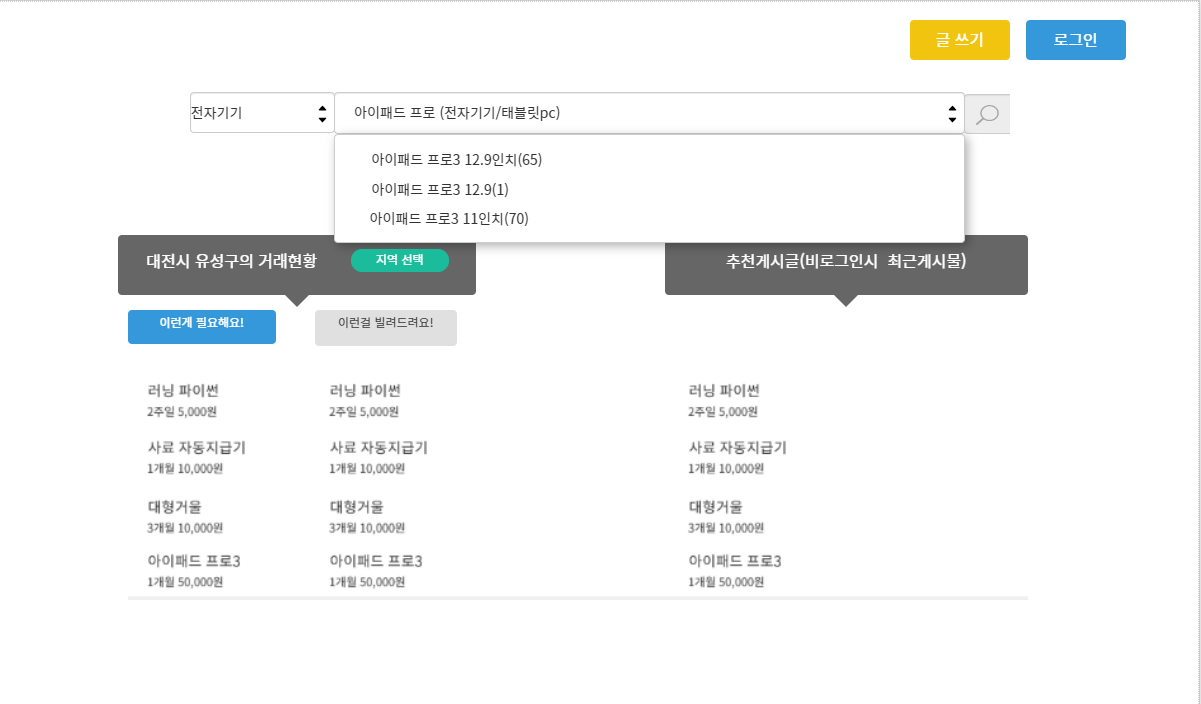 글 쓰기
로그인
전자기기
아이패드 프로 (전자기기/태블릿pc)
아이패드 프로3 12.9인치(65)
아이패드 프로3 12.9(1)
아이패드 프로3 11인치(70)
대전시 유성구의 거래현황
지역 선택
추천게시글(비로그인시 최근게시물)
이런게 필요해요!
이런걸 빌려드려요!
러닝 파이썬
2주일 5,000원
사료 자동지급기
1개월 10,000원
대형거울
3개월 10,000원
아이패드 프로3
1개월 50,000원
러닝 파이썬
2주일 5,000원
사료 자동지급기
1개월 10,000원
대형거울
3개월 10,000원
아이패드 프로3
1개월 50,000원
러닝 파이썬
2주일 5,000원
사료 자동지급기
1개월 10,000원
대형거울
3개월 10,000원
아이패드 프로3
1개월 50,000원